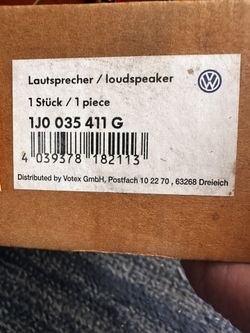 Lautsprecher / loudspeaker
1 Stück / 1 piece
1J0 035 411 G
4 039378 182113
Distributed by Votex GmbH, Postfach 10 22 70 , 63268 Dreieich